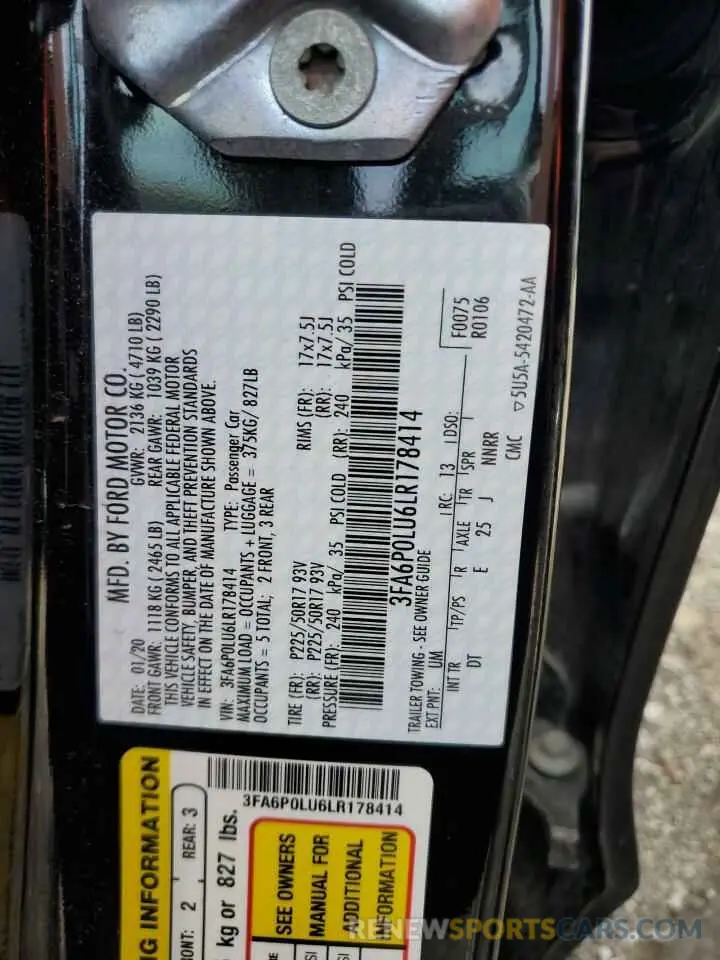 MFD. BY FORD MOTOR CO.
DATE: 01/20 GVWR: 2136 KG ( 4710 LB)
FRONT GAWR: 1118 KG ( 2465 LB) REAR GAWR: 1039 KG ( 2290 LB)
THIS VEHICLE CONFORMS TO ALL APPLICABLE FEDERAL MOTOR
VEHICLE SAFETY, BUMPER, AND THEFT PREVENTION STANDARDS
IN EFFECT ON THE DATE OF MANUFACTURE SHOWN ABOVE.
VIN: 3FA6P0LU6LR178414 TYPE: Passenger Car
MAXIMUM LOAD = OCCUPANTS + LUGGAGE = 375KG/ 827LB
OCCUPANTS = 5 TOTAL; 2 FRONT, 3 REAR
TIRE (FR): P225/50R17 93V RIMS (FR): 17x7.5J
(RR): P225/50R17 93V (RR): 17x7.5J
PRESSURE (FR): 240 kPa/ 35 PSI COLD (RR): 240 kPa/ 35 PSI COLD
3FA6P0LU6LR178414
TRAILER TOWING - SEE OWNER GUIDE
EXT PNT: UM RC: 13 DSO: F0075
R0106
INT TR TP/PS R AXLE TR SPR
DT E 25 J NNRR
CMC ▽5U5A-5420472-AA
NG INFORMATION
RONT: 2 REAR: 3
kg or 827 lbs.
3FA6P0LU6LR178414
SEE OWNERS
MANUAL FOR
ADDITIONAL
INFORMATION
RENEWSPORTSCARS.COM